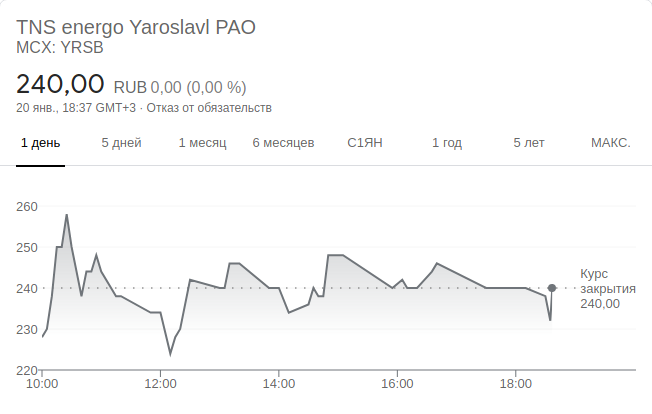 TNS energo Yaroslavl PAO
MCX: YRSB
240,00 RUB 0,00 (0,00 %)
20 янв., 18:37 GMT+3 · Отказ от обязательств
1 день 5 дней 1 месяц 6 месяцев С1ЯН 1 год 5 лет МАКС.
260
250
240
230
220
Курс
закрытия
240,00
10:00 12:00 14:00 16:00 18:00